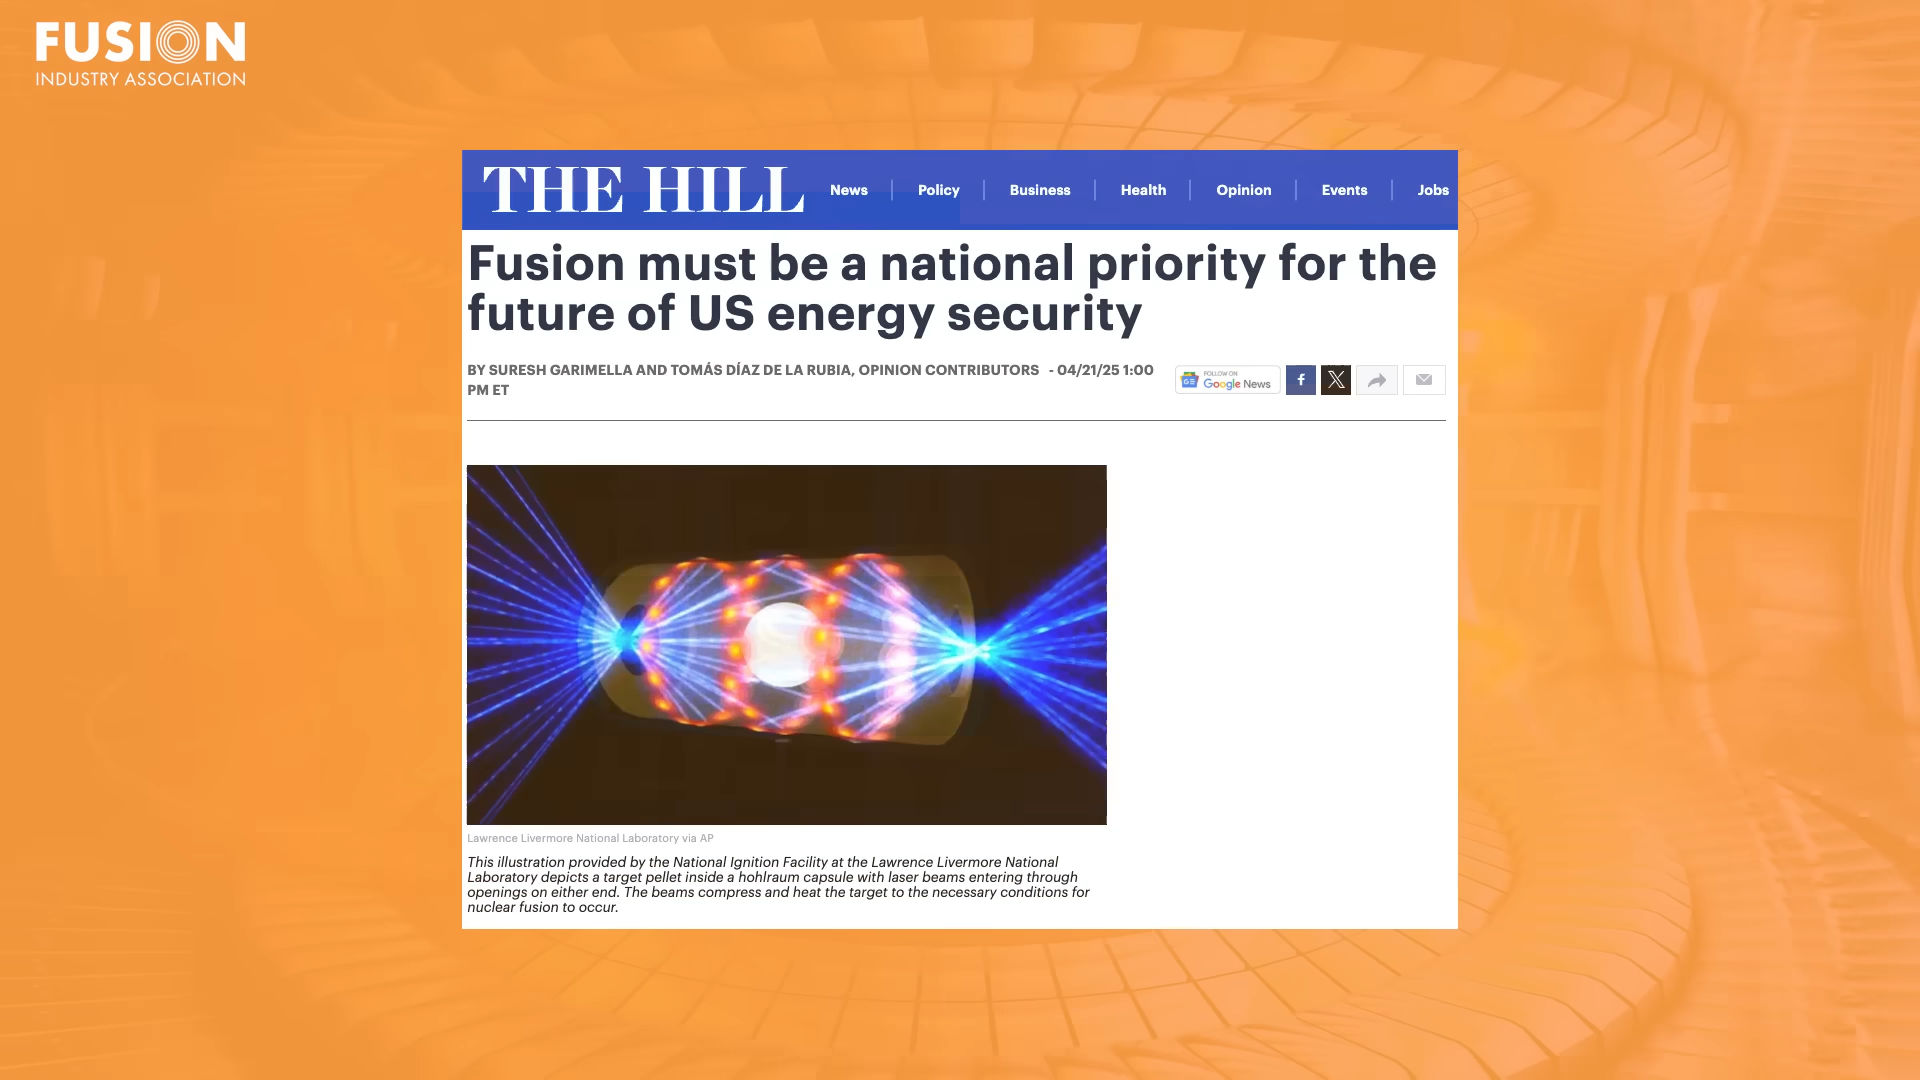 FUSION
INDUSTRY ASSOCIATION
THE HILL
News
Policy
Business
Health
Opinion
Events
Jobs
Fusion must be a national priority for the
future of US energy security
BY SURESH GARIMELLA AND TOMÁS DÍAZ DE LA RUBIA, OPINION CONTRIBUTORS - 04/21/25 1:00
PM ET
FOLLOW ON
Google News
Lawrence Livermore National Laboratory via AP
This illustration provided by the National Ignition Facility at the Lawrence Livermore National
Laboratory depicts a target pellet inside a hohlraum capsule with laser beams entering through
openings on either end. The beams compress and heat the target to the necessary conditions for
nuclear fusion to occur.